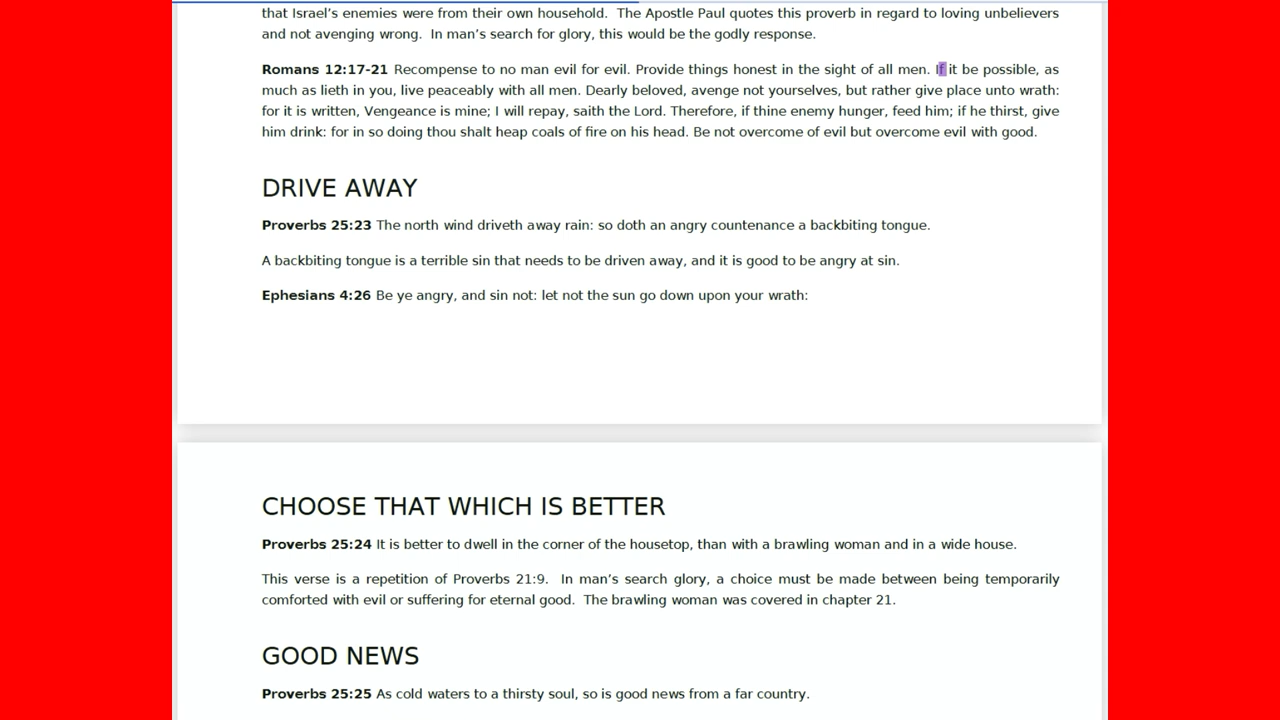 that Israel’s enemies were from their own household.  The Apostle Paul quotes this proverb in regard to loving unbelievers
and not avenging wrong.  In man’s search for glory, this would be the godly response.
Romans 12:17-21 Recompense to no man evil for evil. Provide things honest in the sight of all men. If it be possible, as
much as lieth in you, live peaceably with all men. Dearly beloved, avenge not yourselves, but rather give place unto wrath:
for it is written, Vengeance is mine; I will repay, saith the Lord. Therefore, if thine enemy hunger, feed him; if he thirst, give
him drink: for in so doing thou shalt heap coals of fire on his head. Be not overcome of evil but overcome evil with good.
DRIVE AWAY
Proverbs 25:23 The north wind driveth away rain: so doth an angry countenance a backbiting tongue.
A backbiting tongue is a terrible sin that needs to be driven away, and it is good to be angry at sin.
Ephesians 4:26 Be ye angry, and sin not: let not the sun go down upon your wrath:
CHOOSE THAT WHICH IS BETTER
Proverbs 25:24 It is better to dwell in the corner of the housetop, than with a brawling woman and in a wide house.
This verse is a repetition of Proverbs 21:9.  In man’s search glory, a choice must be made between being temporarily
comforted with evil or suffering for eternal good.  The brawling woman was covered in chapter 21.
GOOD NEWS
Proverbs 25:25 As cold waters to a thirsty soul, so is good news from a far country.